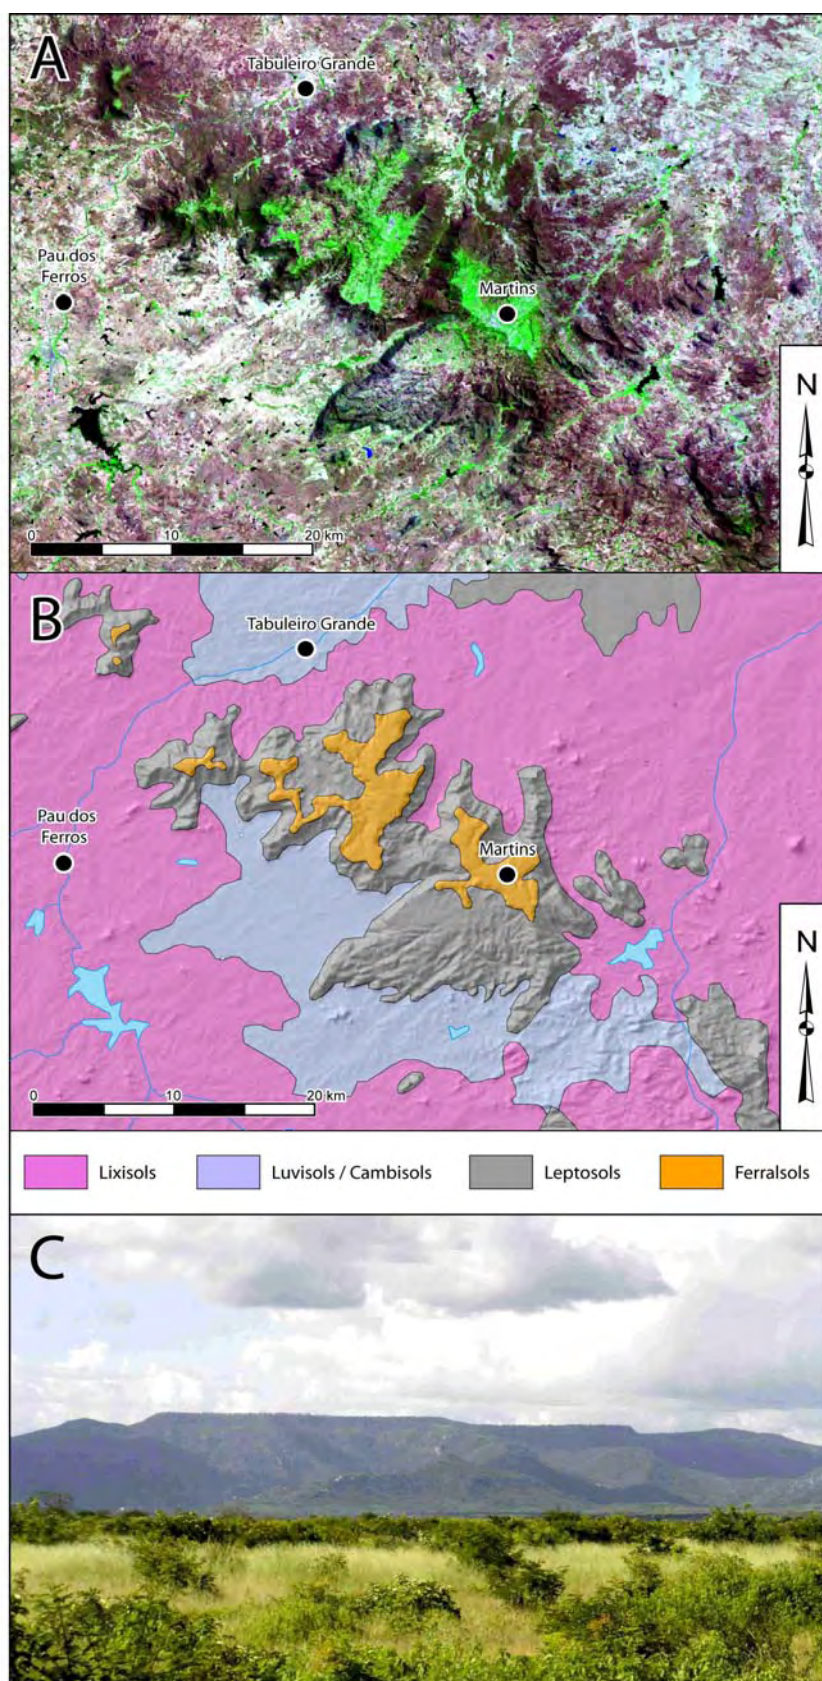 A
Tabuleiro Grande
Pau dos
Ferros
Martins
N
0 10 20 km
B
Tabuleiro Grande
Pau dos
Ferros
Martins
N
0 10 20 km
Lixisols Luvisols / Cambisols Leptosols Ferralsols
C